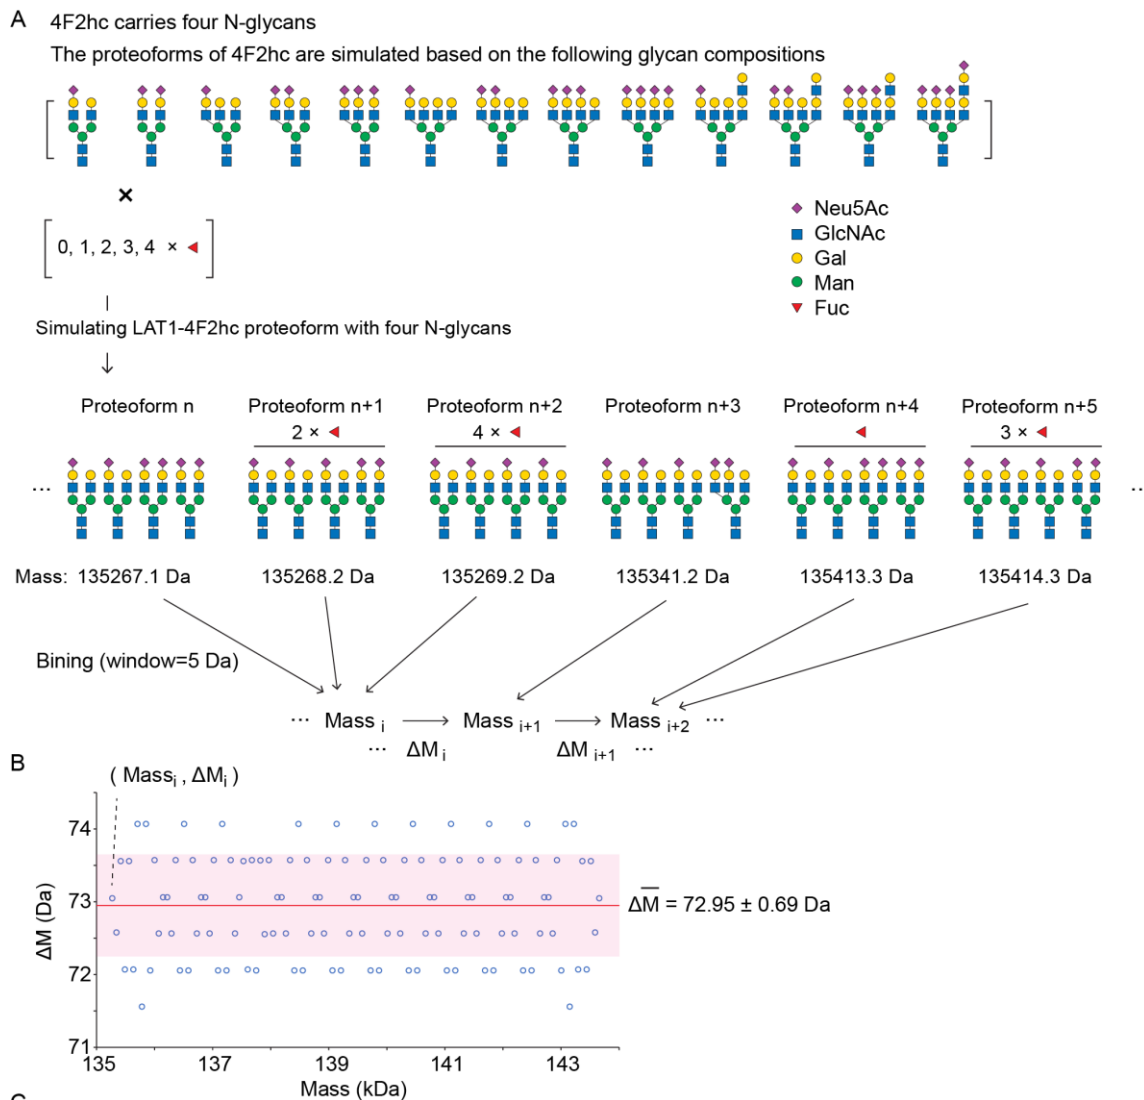 A 4F2hc carries four N-glycans
The proteoforms of 4F2hc are simulated based on the following glycan compositions
×
0, 1, 2, 3, 4 ×
Neu5Ac
GlcNAc
Gal
Man
Fuc
Simulating LAT1-4F2hc proteoform with four N-glycans
Proteoform n Proteoform n+1 Proteoform n+2 Proteoform n+3 Proteoform n+4 Proteoform n+5
2 × 4 × 3 ×
... ...
Mass: 135267.1 Da 135268.2 Da 135269.2 Da 135341.2 Da 135413.3 Da 135414.3 Da
Bining (window=5 Da)
... Mass i Mass i+1 Mass i+2 ...
... ΔM i ΔM i+1 ...
B
( Massi , ΔMi )
74
73
72
71
ΔM (Da)
ΔM̅ = 72.95 ± 0.69 Da
135 137 139 141 143
Mass (kDa)